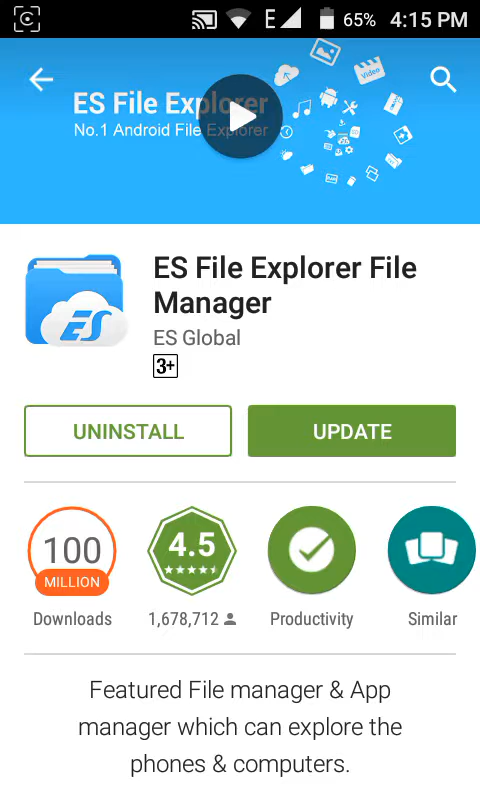 E 65% 4:15 PM
ES File Explorer
No.1 Android File Explorer
Video
ES
ES File Explorer File
Manager
ES Global
3+
UNINSTALL
UPDATE
100
MILLION
4.5
Downloads
1,678,712
Productivity
Similar
Featured File manager & App
manager which can explore the
phones & computers.